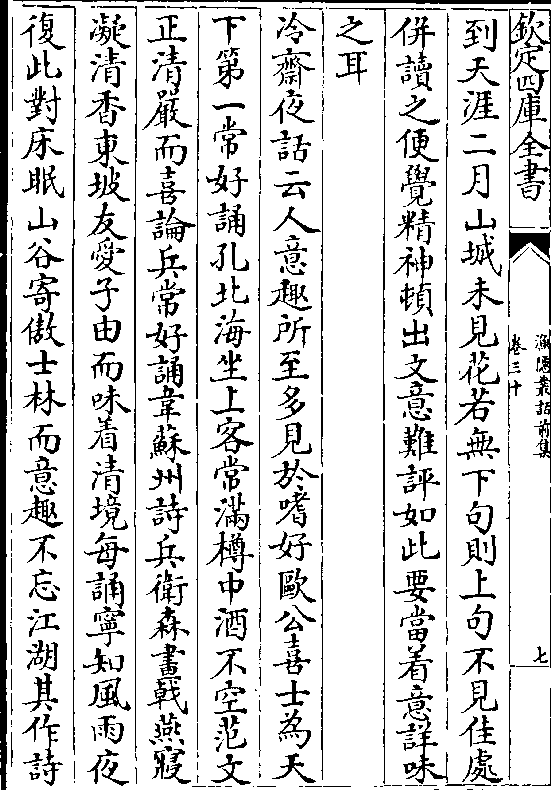 欽定四庫全書
漁隱叢話前集
卷三十
七
到天涯二月山城未見花若無下句則上句不見佳處
併讀之便覺精神頓出文意難評如此要當着意詳味
之耳
冷齋夜話云人意趣所至多見於嗜好歐公喜士為天
下第一常好誦孔北海坐上客常滿樽中酒不空范文
正清嚴而喜論兵常好誦韋蘇州詩兵衛森畫戟燕寢
凝清香東坡友愛子由而味着清境每誦寧知風雨夜
復此對床眠山谷寄傲士林而意趣不忘江湖其作詩